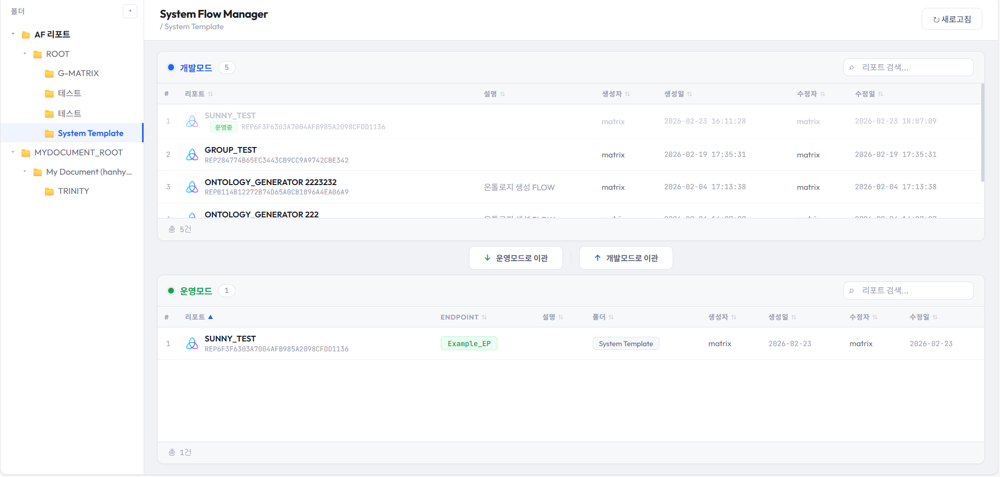 폴더
AF 리포트
ROOT
G-MATRIX
테스트
테스트
System Template
MYDOCUMENT_ROOT
My Document (hanhy...
TRINITY
System Flow Manager
/ System Template
↻ 새로고침
개발모드 5
리포트 검색...
# 리포트 설명 생성자 생성일 수정자 수정일
1 SUNNY_TEST matrix 2026-02-23 16:11:28 matrix 2026-02-23 18:07:09
운영중 REP6F3F6303A7004AFB985A2098CFDD1136
2 GROUP_TEST matrix 2026-02-19 17:35:31 matrix 2026-02-19 17:35:31
REP284774B65EC3443CB9CC9A9742CBE342
3 ONTOLOGY_GENERATOR 2223232 온톨로지 생성 FLOW matrix 2026-02-04 17:13:38 matrix 2026-02-04 17:13:38
REPB114B12272B74D65A0CB1896A4EA06A9
ONTOLOGY_GENERATOR 222
총 5건
↓ 운영모드로 이관
↑ 개발모드로 이관
운영모드 1
리포트 검색...
# 리포트 ▲ ENDPOINT 설명 폴더 생성자 생성일 수정자 수정일
1 SUNNY_TEST Example_EP System Template matrix 2026-02-23 matrix 2026-02-23
REP6F3F6303A7004AFB985A2098CFDD1136
총 1건